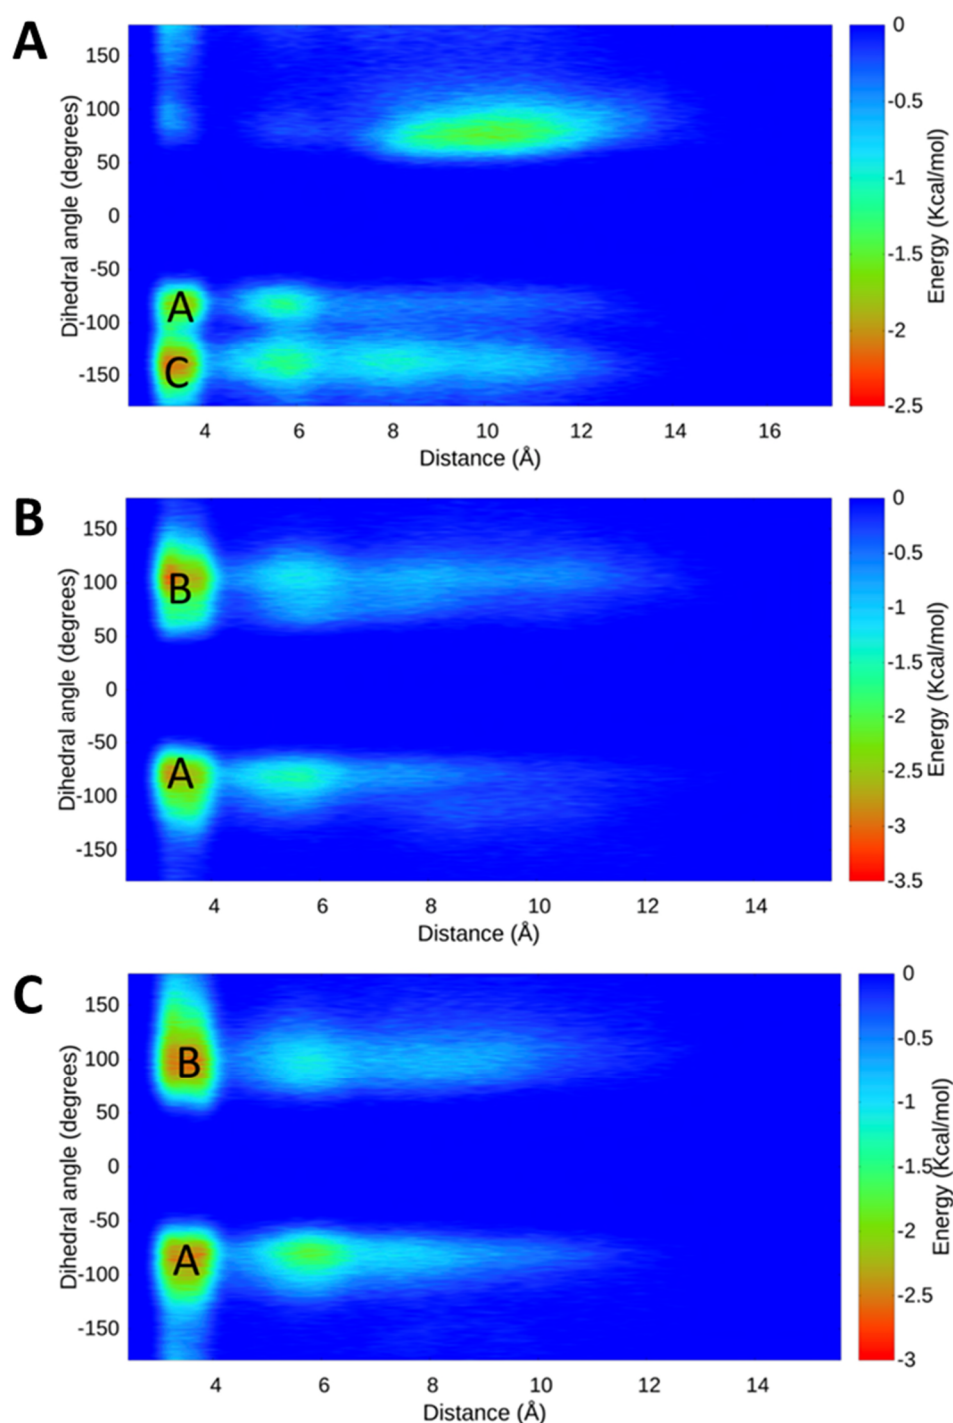 A
150
100
50
0
-50
-100
-150
Dihedral angle (degrees)
A
C
4 6 8 10 12 14 16
Distance (Å)
0
-0.5
-1
-1.5
-2
-2.5
Energy (Kcal/mol)
B
150
100
50
0
-50
-100
-150
Dihedral angle (degrees)
B
A
4 6 8 10 12 14
Distance (Å)
0
-0.5
-1
-1.5
-2
-2.5
-3
-3.5
Energy (Kcal/mol)
C
150
100
50
0
-50
-100
-150
Dihedral angle (degrees)
B
A
4 6 8 10 12 14
Distance (Å)
0
-0.5
-1
-1.5
-2
-2.5
-3
Energy (Kcal/mol)